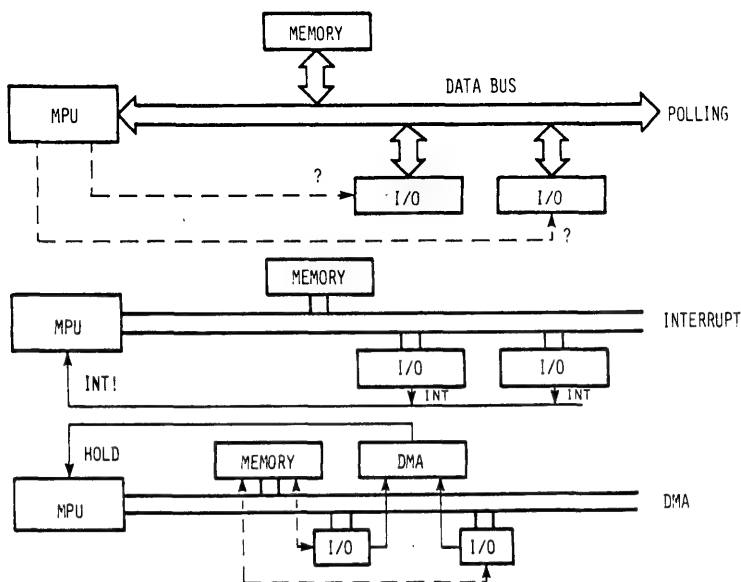 MEMORY
DATA BUS
MPU
POLLING
?
I/O
I/O
?
MEMORY
MPU
INTERRUPT
I/O
I/O
INT!
INT
INT
HOLD
MEMORY
DMA
MPU
DMA
I/O
I/O